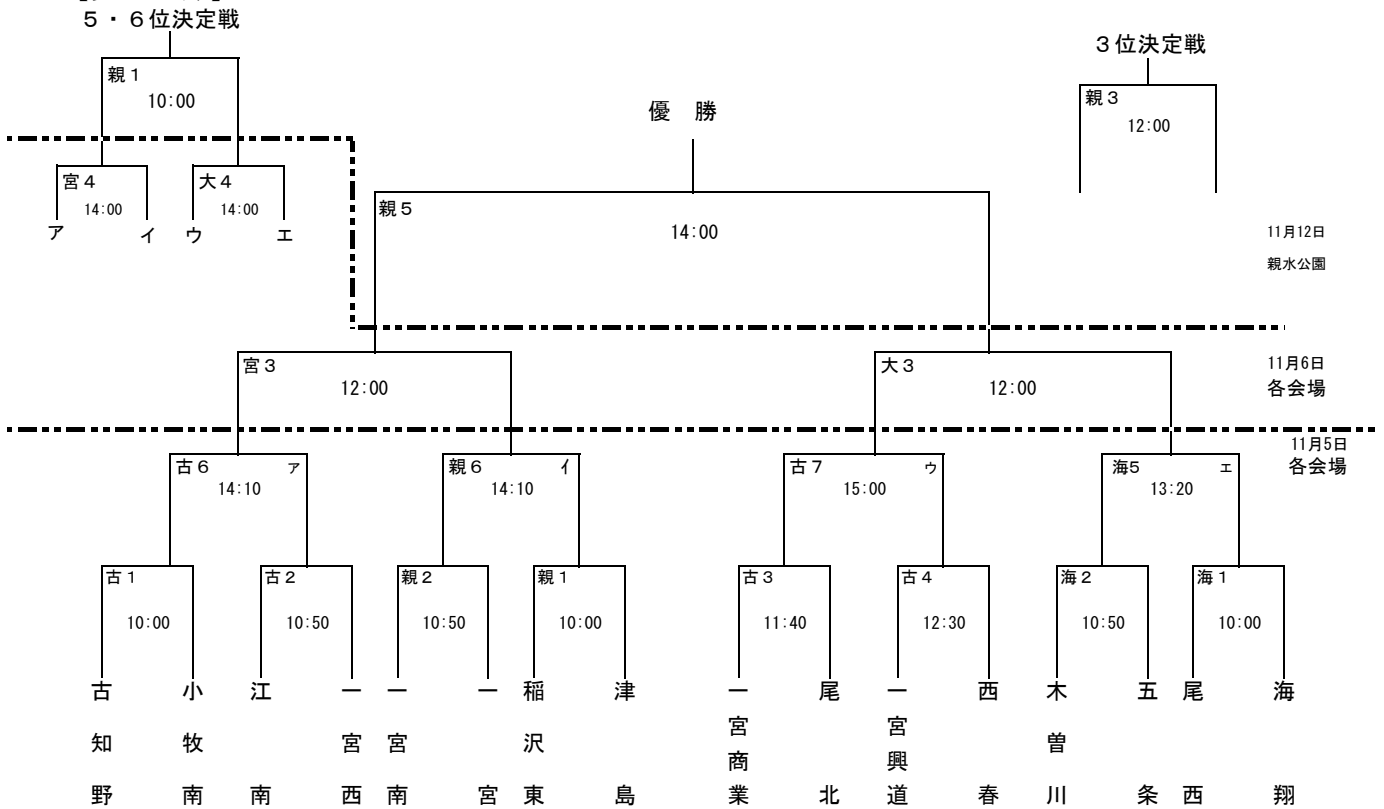 5・6位決定戦
3位決定戦
親1
10:00
親3
12:00
優 勝
宮4
14:00
大4
14:00
ア イ ウ エ
親5
14:00
11月12日
親水公園
宮3
12:00
大3
12:00
11月6日
各会場
11月5日
各会場
古6 ア
14:10
親6 イ
14:10
古7 ウ
15:00
海5 エ
13:20
古1
10:00
古2
10:50
親2
10:50
親1
10:00
古3
11:40
古4
12:30
海2
10:50
海1
10:00
古知野
小牧南
江南
一宮西
一宮南
一宮
稲沢東
津島
一宮商業
尾北
一宮興道
西春
木曽川
五条
尾西
海翔